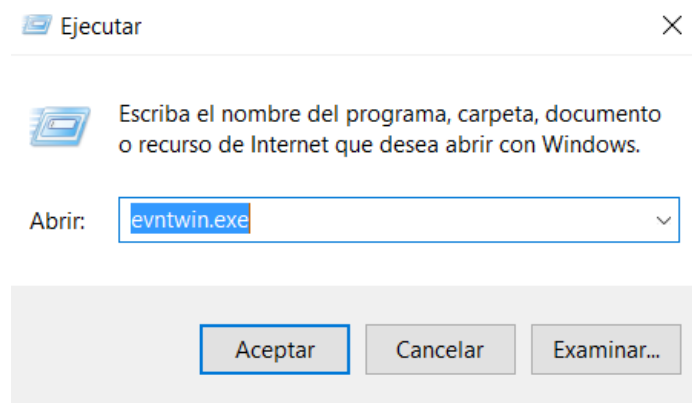 Ejecutar
Escriba el nombre del programa, carpeta, documento
o recurso de Internet que desea abrir con Windows.
Abrir: evntwin.exe
Aceptar Cancelar Examinar...